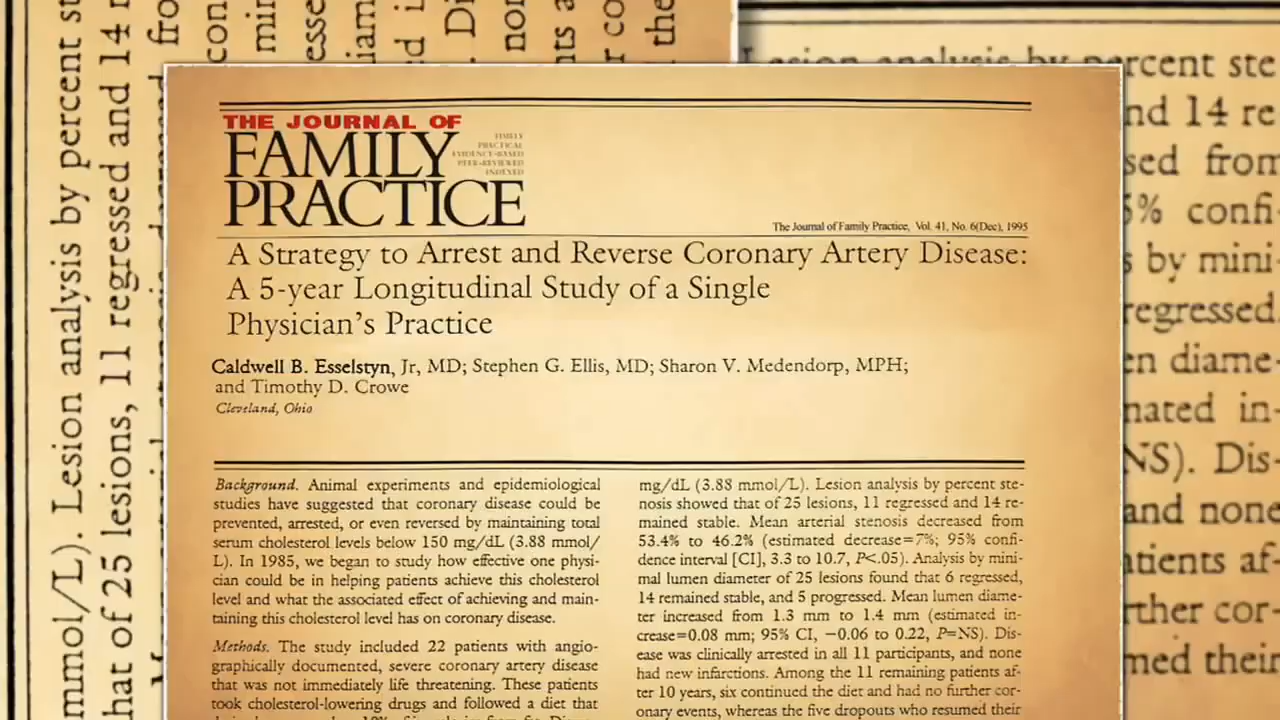 THE JOURNAL OF
FAMILY
PRACTICE
TIMELY
PRACTICAL
EVIDENCE-BASED
PEER-REVIEWED
INDEXED
The Journal of Family Practice, Vol. 41, No. 6(Dec), 1995
A Strategy to Arrest and Reverse Coronary Artery Disease:
A 5-year Longitudinal Study of a Single
Physician's Practice
Caldwell B. Esselstyn, Jr, MD; Stephen G. Ellis, MD; Sharon V. Medendorp, MPH;
and Timothy D. Crowe
Cleveland, Ohio
Background. Animal experiments and epidemiological
studies have suggested that coronary disease could be
prevented, arrested, or even reversed by maintaining total
serum cholesterol levels below 150 mg/dL (3.88 mmol/
L). In 1985, we began to study how effective one physi-
cian could be in helping patients achieve this cholesterol
level and what the associated effect of achieving and main-
taining this cholesterol level has on coronary disease.
Methods. The study included 22 patients with angio-
graphically documented, severe coronary artery disease
that was not immediately life threatening. These patients
took cholesterol-lowering drugs and followed a diet that
mg/dL (3.88 mmol/L). Lesion analysis by percent ste-
nosis showed that of 25 lesions, 11 regressed and 14 re-
mained stable. Mean arterial stenosis decreased from
53.4% to 46.2% (estimated decrease=7%; 95% confi-
dence interval [CI], 3.3 to 10.7, P<.05). Analysis by mini-
mal lumen diameter of 25 lesions found that 6 regressed,
14 remained stable, and 5 progressed. Mean lumen diame-
ter increased from 1.3 mm to 1.4 mm (estimated in-
crease=0.08 mm; 95% CI, −0.06 to 0.22, P=NS). Dis-
ease was clinically arrested in all 11 participants, and none
had new infarctions. Among the 11 remaining patients af-
ter 10 years, six continued the diet and had no further cor-
onary events, whereas the five dropouts who resumed their
mmol/L). Lesion analysis by percent st
hat of 25 lesions, 11 regressed and 14
Lesion analysis by percent ste
nd 14 re
sed from
5% confi-
s by mini-
regressed,
en diame-
nated in-
NS). Dis-
and none
tients af-
rther cor-
med their